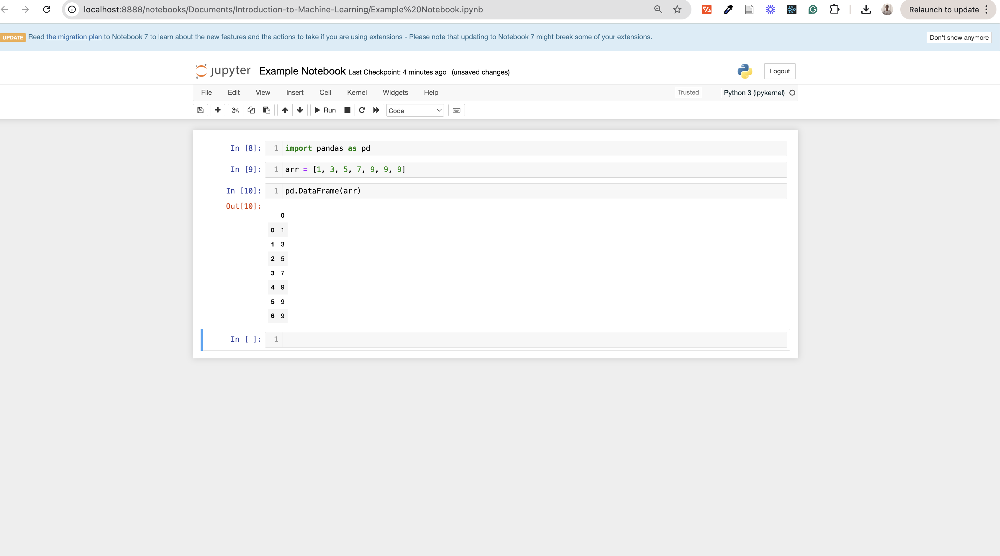 localhost:8888/notebooks/Documents/Introduction-to-Machine-Learning/Example%20Notebook.ipynb Relaunch to update
UPDATE Read the migration plan to Notebook 7 to learn about the new features and the actions to take if you are using extensions - Please note that updating to Notebook 7 might break some of your extensions. Don't show anymore
jupyter Example Notebook Last Checkpoint: 4 minutes ago (unsaved changes) Logout
File Edit View Insert Cell Kernel Widgets Help Trusted Python 3 (ipykernel)
Run Code
In [8]: 1 import pandas as pd
In [9]: 1 arr = [1, 3, 5, 7, 9, 9, 9]
In [10]: 1 pd.DataFrame(arr)
Out[10]:
0
0 1
1 3
2 5
3 7
4 9
5 9
6 9
In [ ]: 1